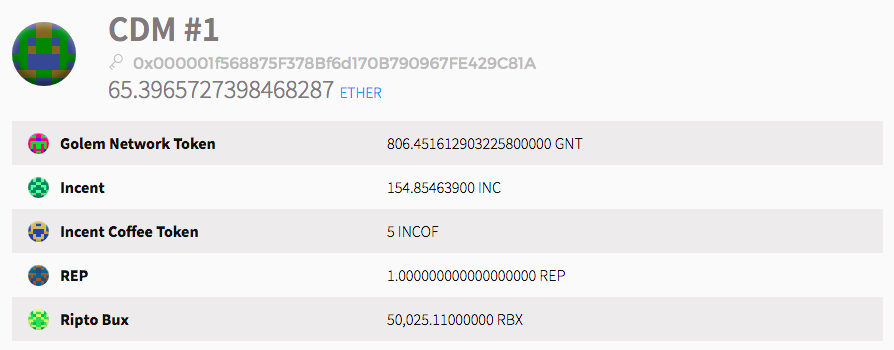 CDM #1
0x000001f568875F378Bf6d170B790967FE429C81A
65.3965727398468287 ETHER
Golem Network Token 806.451612903225800000 GNT
Incent 154.85463900 INC
Incent Coffee Token 5 INCOF
REP 1.000000000000000000 REP
Ripto Bux 50,025.11000000 RBX